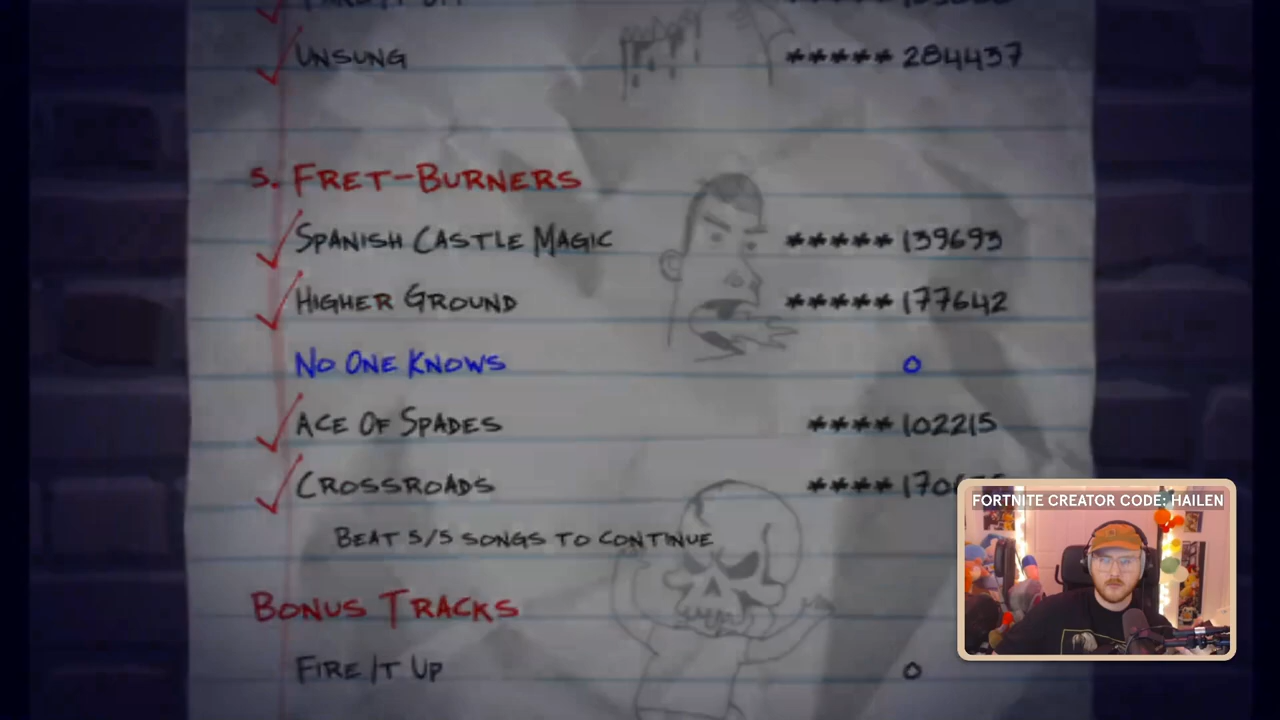 UNSUNG ***** 284437
5. FRET-BURNERS
SPANISH CASTLE MAGIC ***** 139693
HIGHER GROUND ***** 177642
NO ONE KNOWS 0
ACE OF SPADES **** 102215
CROSSROADS ****
BEAT 5/5 SONGS TO CONTINUE
FORTNITE CREATOR CODE: HAILEN
BONUS TRACKS
FIRE IT UP 0